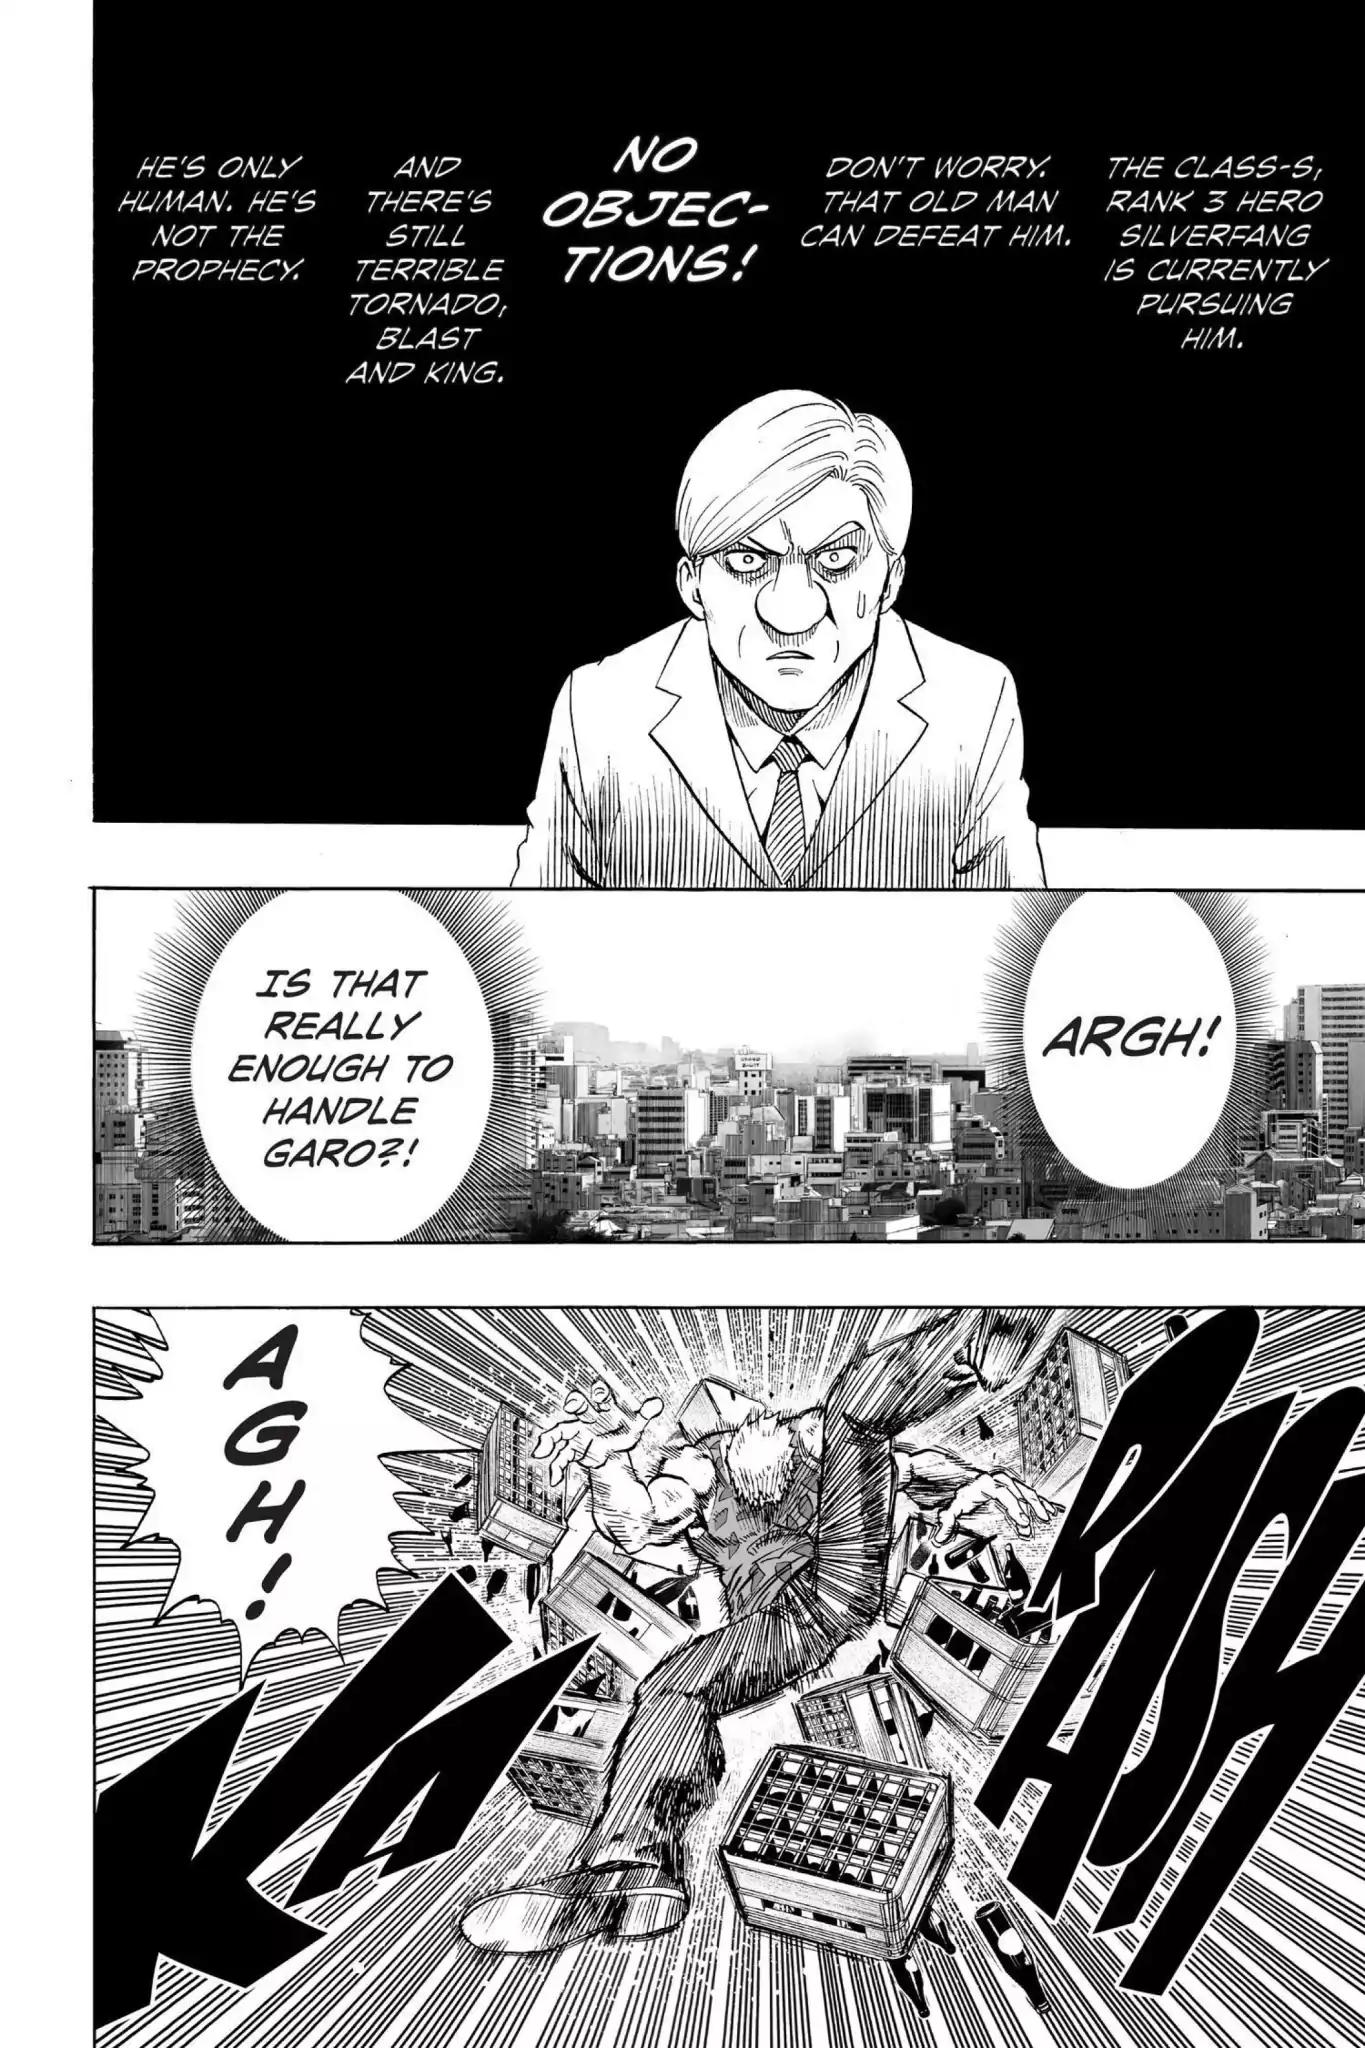 THE CLASS-S,
RANK 3 HERO
SILVERFANG
IS CURRENTLY
PURSUING
HIM.
DON'T WORRY.
THAT OLD MAN
CAN DEFEAT HIM.
NO
OBJEC-
TIONS!
AND
THERE'S
STILL
TERRIBLE
TORNADO,
BLAST
AND KING.
HE'S ONLY
HUMAN. HE'S
NOT THE
PROPHECY.
ARGH!
IS THAT
REALLY
ENOUGH TO
HANDLE
GARO?!
KRASH
AGH!